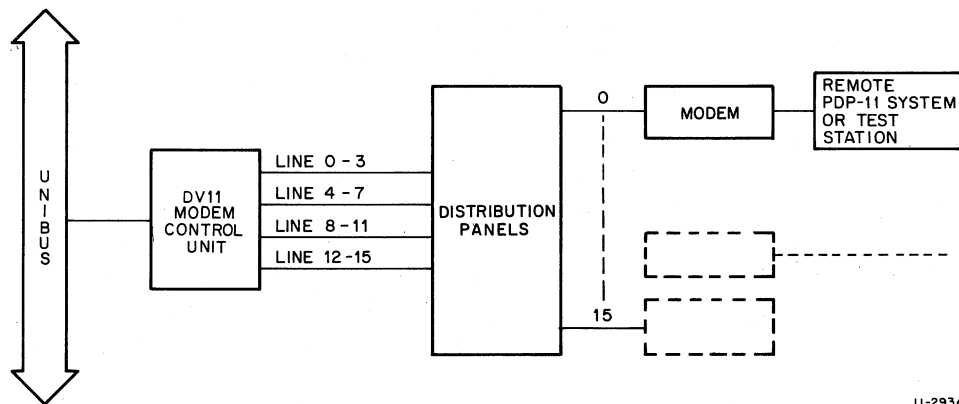 UNIBUS
DV11
MODEM
CONTROL
UNIT
LINE 0-3
LINE 4-7
LINE 8-11
LINE 12-15
DISTRIBUTION
PANELS
0
15
MODEM
REMOTE
PDP-11 SYSTEM
OR TEST
STATION